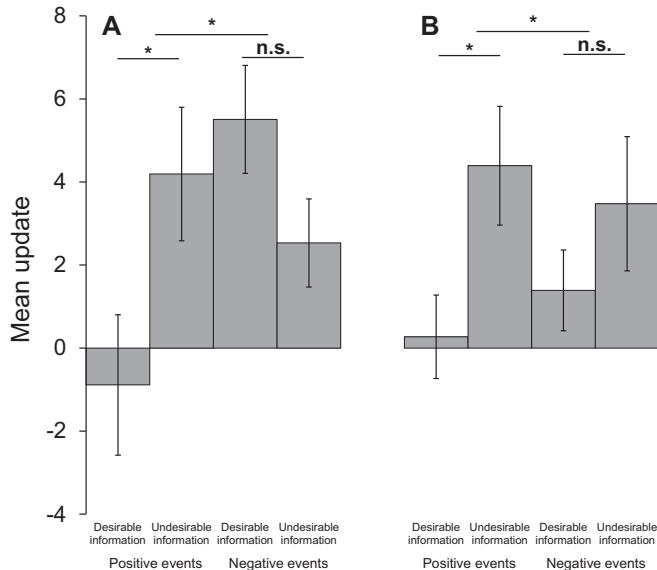 8
6
4
2
0
-2
-4
Mean update
A
*
*
n.s.
B
*
*
n.s.
Desirable Undesirable Desirable Undesirable
information information information information
Positive events Negative events
Desirable Undesirable Desirable Undesirable
information information information information
Positive events Negative events